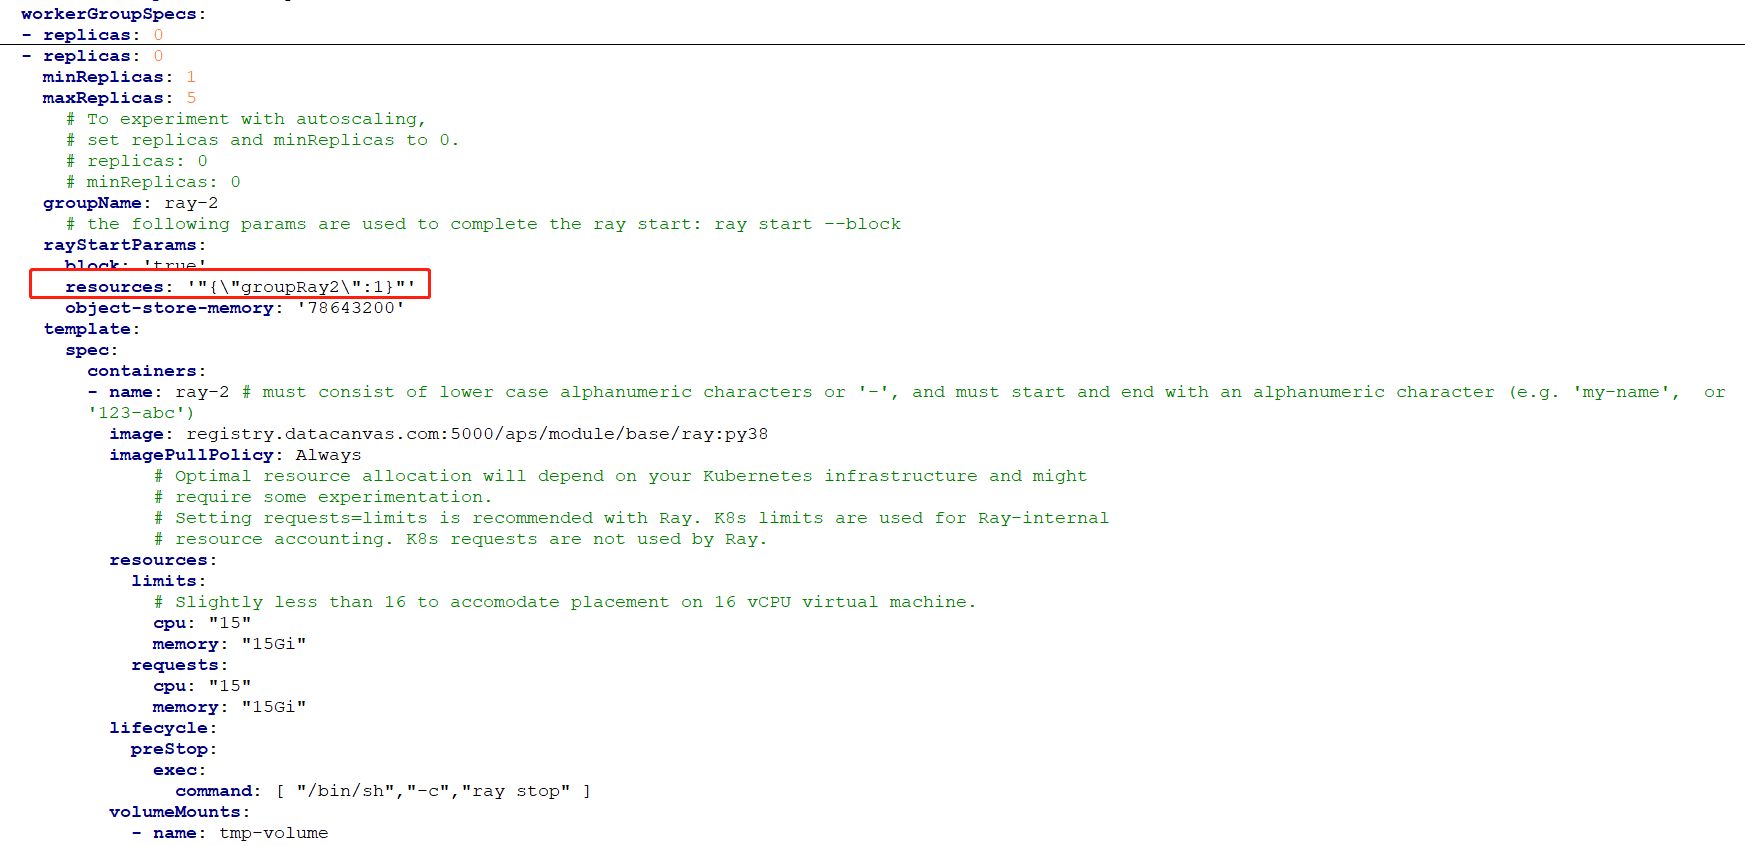 workerGroupSpecs:
- replicas: 0
- replicas: 0
minReplicas: 1
maxReplicas: 5
# To experiment with autoscaling,
# set replicas and minReplicas to 0.
# replicas: 0
# minReplicas: 0
groupName: ray-2
# the following params are used to complete the ray start: ray start --block
rayStartParams:
block: 'true'
resources: '"{\"groupRay2\":1}"'
object-store-memory: '78643200'
template:
spec:
containers:
- name: ray-2 # must consist of lower case alphanumeric characters or '-', and must start and end with an alphanumeric character (e.g. 'my-name',  or
'123-abc')
image: registry.datacanvas.com:5000/aps/module/base/ray:py38
imagePullPolicy: Always
# Optimal resource allocation will depend on your Kubernetes infrastructure and might
# require some experimentation.
# Setting requests=limits is recommended with Ray. K8s limits are used for Ray-internal
# resource accounting. K8s requests are not used by Ray.
resources:
limits:
# Slightly less than 16 to accomodate placement on 16 vCPU virtual machine.
cpu: "15"
memory: "15Gi"
requests:
cpu: "15"
memory: "15Gi"
lifecycle:
preStop:
exec:
command: [ "/bin/sh","-c","ray stop" ]
volumeMounts:
- name: tmp-volume